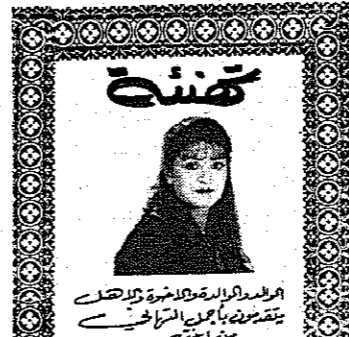 تهنئة
الوالد والوالدة والاخوة والاهل
يتقدمون بأجمل التهاني